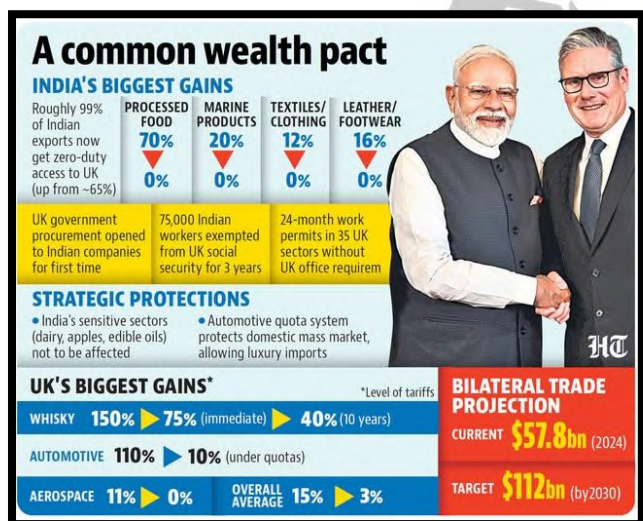 A common wealth pact
INDIA'S BIGGEST GAINS
Roughly 99%
of Indian
exports now
get zero-duty
access to UK
(up from ~65%)
PROCESSED
FOOD
70%
0%
MARINE
PRODUCTS
20%
0%
TEXTILES/
CLOTHING
12%
0%
LEATHER/
FOOTWEAR
16%
0%
UK government
procurement opened
to Indian companies
for first time
75,000 Indian
workers exempted
from UK social
security for 3 years
24-month work
permits in 35 UK
sectors without
UK office requirem
STRATEGIC PROTECTIONS
• India's sensitive sectors
(dairy, apples, edible oils)
not to be affected
• Automotive quota system
protects domestic mass market,
allowing luxury imports
HT
UK'S BIGGEST GAINS*
*Level of tariffs
WHISKY 150% 75% (immediate) 40% (10 years)
AUTOMOTIVE 110% 10% (under quotas)
AEROSPACE 11% 0%
OVERALL
AVERAGE 15% 3%
BILATERAL TRADE
PROJECTION
CURRENT $57.8bn (2024)
TARGET $112bn (by2030)